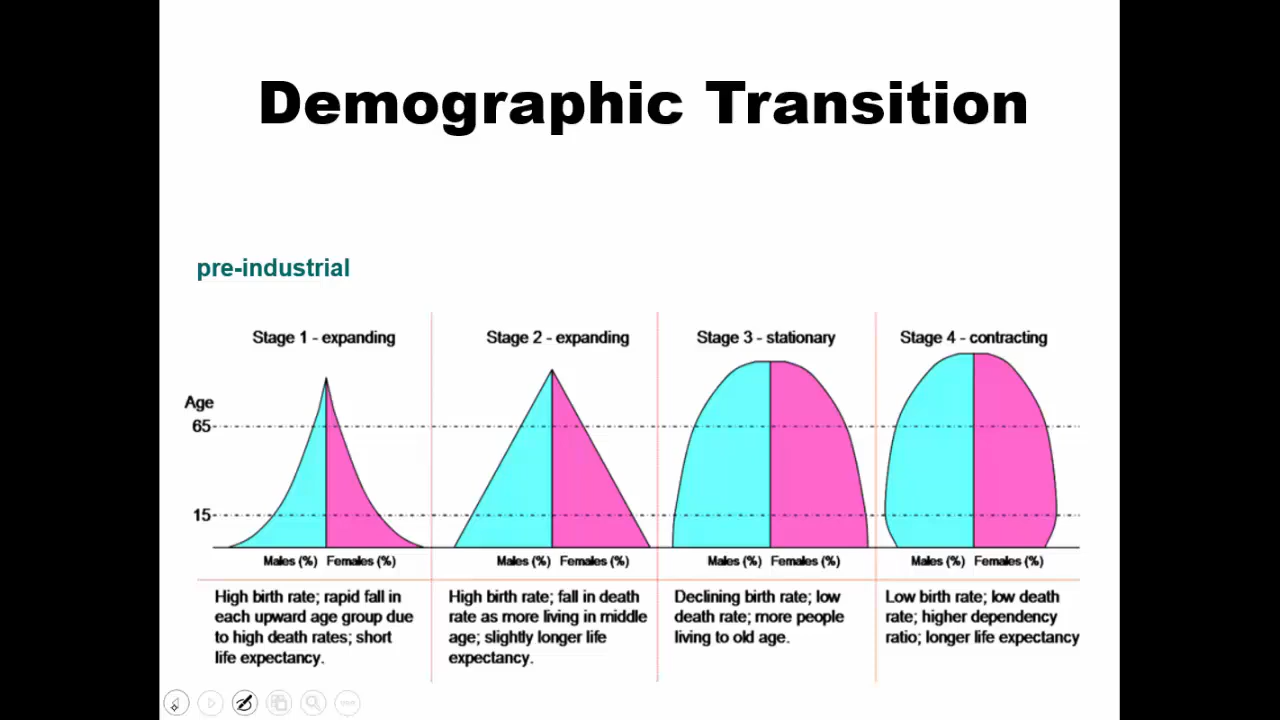 Demographic Transition
pre-industrial
Stage 1 - expanding
Stage 2 - expanding
Stage 3 - stationary
Stage 4 - contracting
Age
65
15
Males (%) Females (%)
Males (%) Females (%)
Males (%) Females (%)
Males (%) Females (%)
High birth rate; rapid fall in
each upward age group due
to high death rates; short
life expectancy.
High birth rate; fall in death
rate as more living in middle
age; slightly longer life
expectancy.
Declining birth rate; low
death rate; more people
living to old age.
Low birth rate; low death
rate; higher dependency
ratio; longer life expectancy